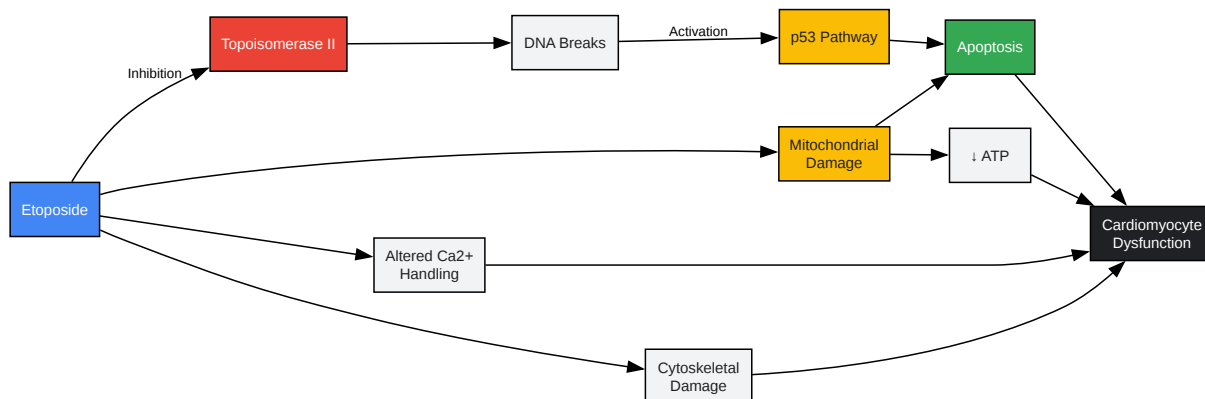 Topoisomerase II
DNA Breaks
Activation
p53 Pathway
Apoptosis
Inhibition
Mitochondrial
Damage
↓ ATP
Etoposide
Cardiomyocyte
Dysfunction
Altered Ca2+
Handling
Cytoskeletal
Damage